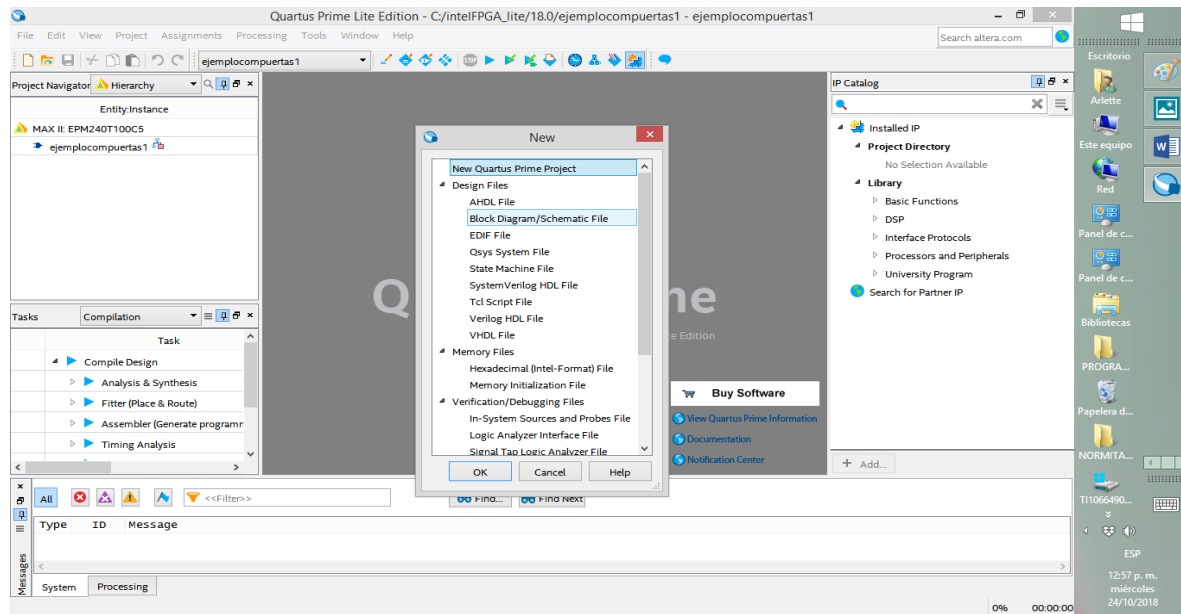 Quartus Prime Lite Edition - C:/intelFPGA_lite/18.0/ejemplocompuertas1 - ejemplocompuertas1
File Edit View Project Assignments Processing Tools Window Help
Search altera.com
ejemplocompuertas1
Project Navigator Hierarchy
Entity:Instance
MAX II: EPM240T100C5
ejemplocompuertas1
Tasks Compilation
Task
Compile Design
Analysis & Synthesis
Fitter (Place & Route)
Assembler (Generate programr
Timing Analysis
New
New Quartus Prime Project
Design Files
AHDL File
Block Diagram/Schematic File
EDIF File
Qsys System File
State Machine File
SystemVerilog HDL File
Tcl Script File
Verilog HDL File
VHDL File
Memory Files
Hexadecimal (Intel-Format) File
Memory Initialization File
Verification/Debugging Files
In-System Sources and Probes File
Logic Analyzer Interface File
Signal Tap Logic Analyzer File
OK Cancel Help
Q
ne
e Edition
Buy Software
View Quartus Prime Information
Documentation
Notification Center
IP Catalog
Installed IP
Project Directory
No Selection Available
Library
Basic Functions
DSP
Interface Protocols
Processors and Peripherals
University Program
Search for Partner IP
+ Add...
All
<<Filter>>
Find... Find Next
Type ID Message
Messages
System Processing
0% 00:00:00
Escritorio
Arlette
Este equipo
Red
Panel de c...
Panel de c...
Bibliotecas
PROGRA...
Papelera d...
NORMITA...
TI1066490...
ESP
12:57 p. m.
miércoles
24/10/2018